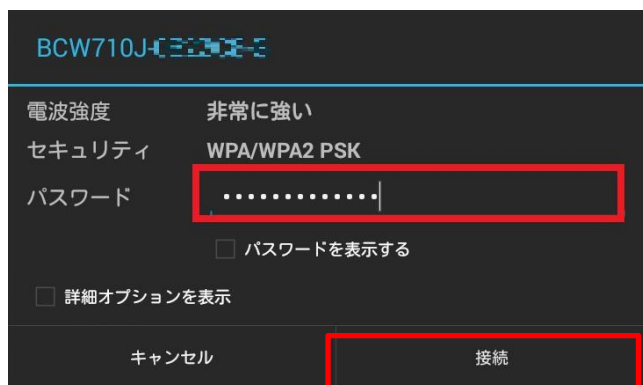 BCW710J-
電波強度 非常に強い
セキュリティ WPA/WPA2 PSK
パスワード •••••••••••••
パスワードを表示する
詳細オプションを表示
キャンセル 接続